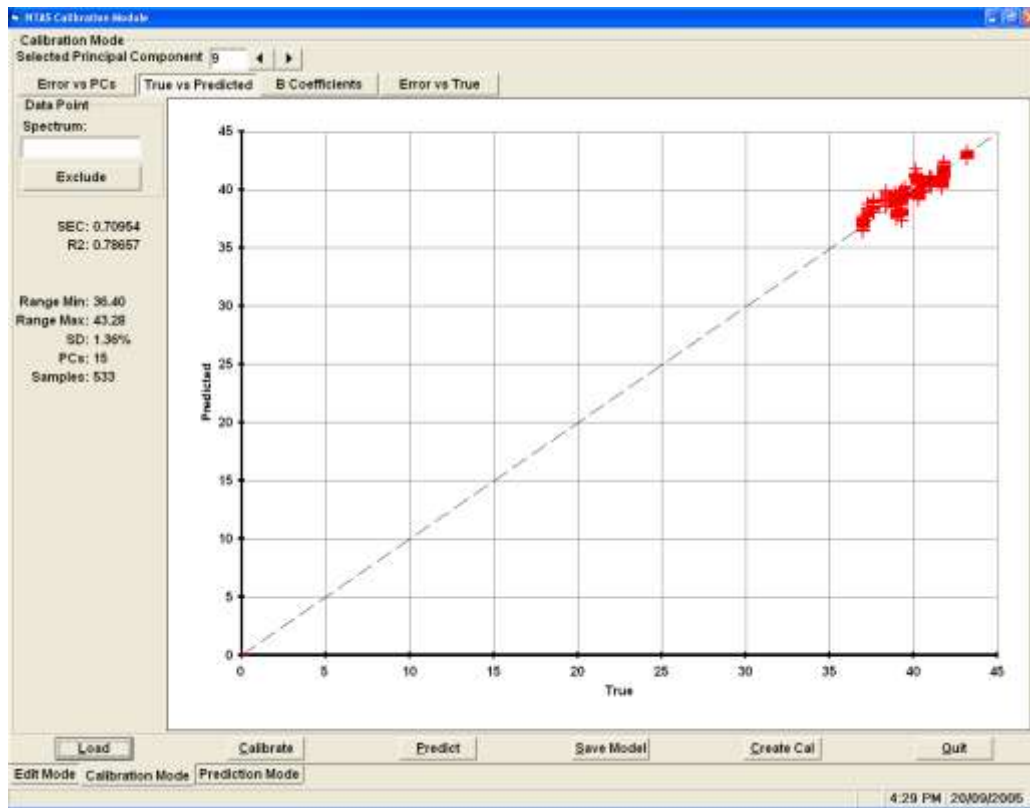 NTAS Calibration Module
Calibration Mode
Selected Principal Component 9
Error vs PCs True vs Predicted B Coefficients Error vs True
Data Point
Spectrum:
Exclude
SEC: 0.70954
R2: 0.78657
Range Min: 36.40
Range Max: 43.28
SD: 1.36%
PCs: 15
Samples: 533
45
40
35
30
25
20
15
10
5
0
Predicted
0 5 10 15 20 25 30 35 40 45
True
Load Calibrate Predict Save Model Create Cal Quit
Edit Mode Calibration Mode Prediction Mode
4:29 PM 20/09/2005